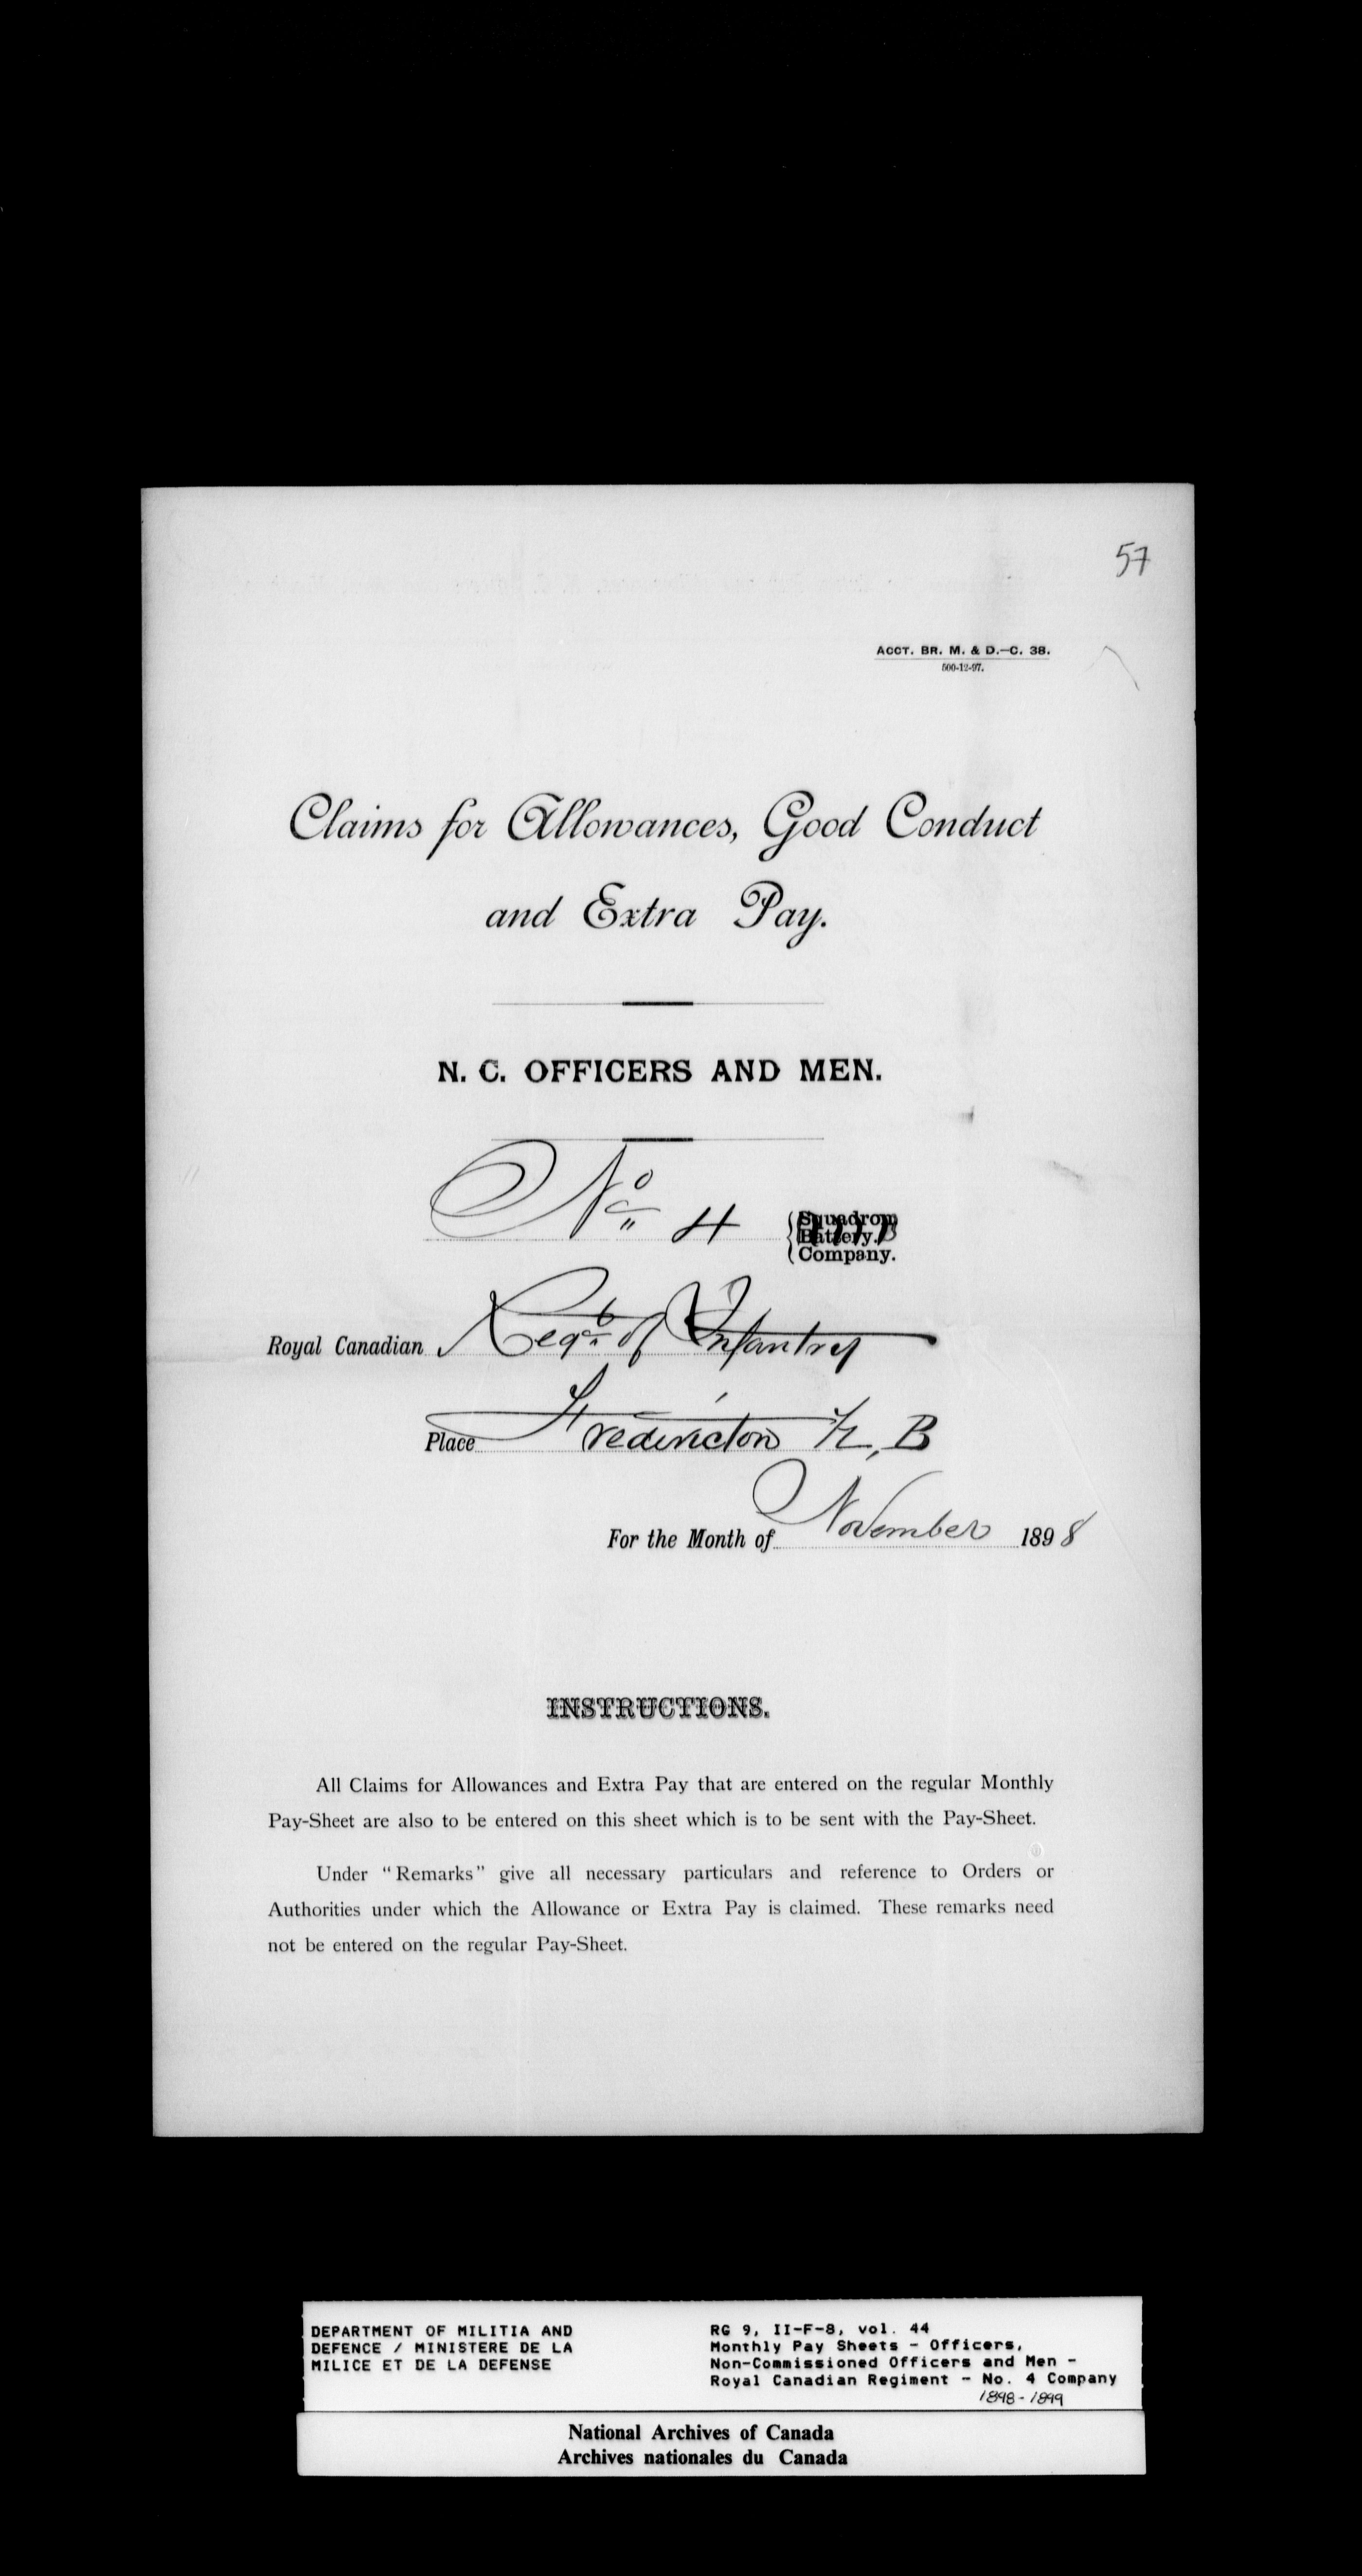 57
ACCT. BR. M. & D.—C. 38.
500-12-97.
Claims for Allowances, Good Conduct
and Extra Pay.
N. C. OFFICERS AND MEN.
No 4 Squadron
Battery.
Company.
Royal Canadian Regt of Infantry
Place Fredericton N, B
For the Month of November 1898
INSTRUCTIONS.
All Claims for Allowances and Extra Pay that are entered on the regular Monthly
Pay-Sheet are also to be entered on this sheet which is to be sent with the Pay-Sheet.
Under "Remarks" give all necessary particulars and reference to Orders or
Authorities under which the Allowance or Extra Pay is claimed. These remarks need
not be entered on the regular Pay-Sheet.
DEPARTMENT OF MILITIA AND
DEFENCE / MINISTERE DE LA
MILICE ET DE LA DEFENSE
RG 9, II-F-8, vol. 44
Monthly Pay Sheets - Officers,
Non-Commissioned Officers and Men -
Royal Canadian Regiment - No. 4 Company
1898-1899
National Archives of Canada
Archives nationales du Canada